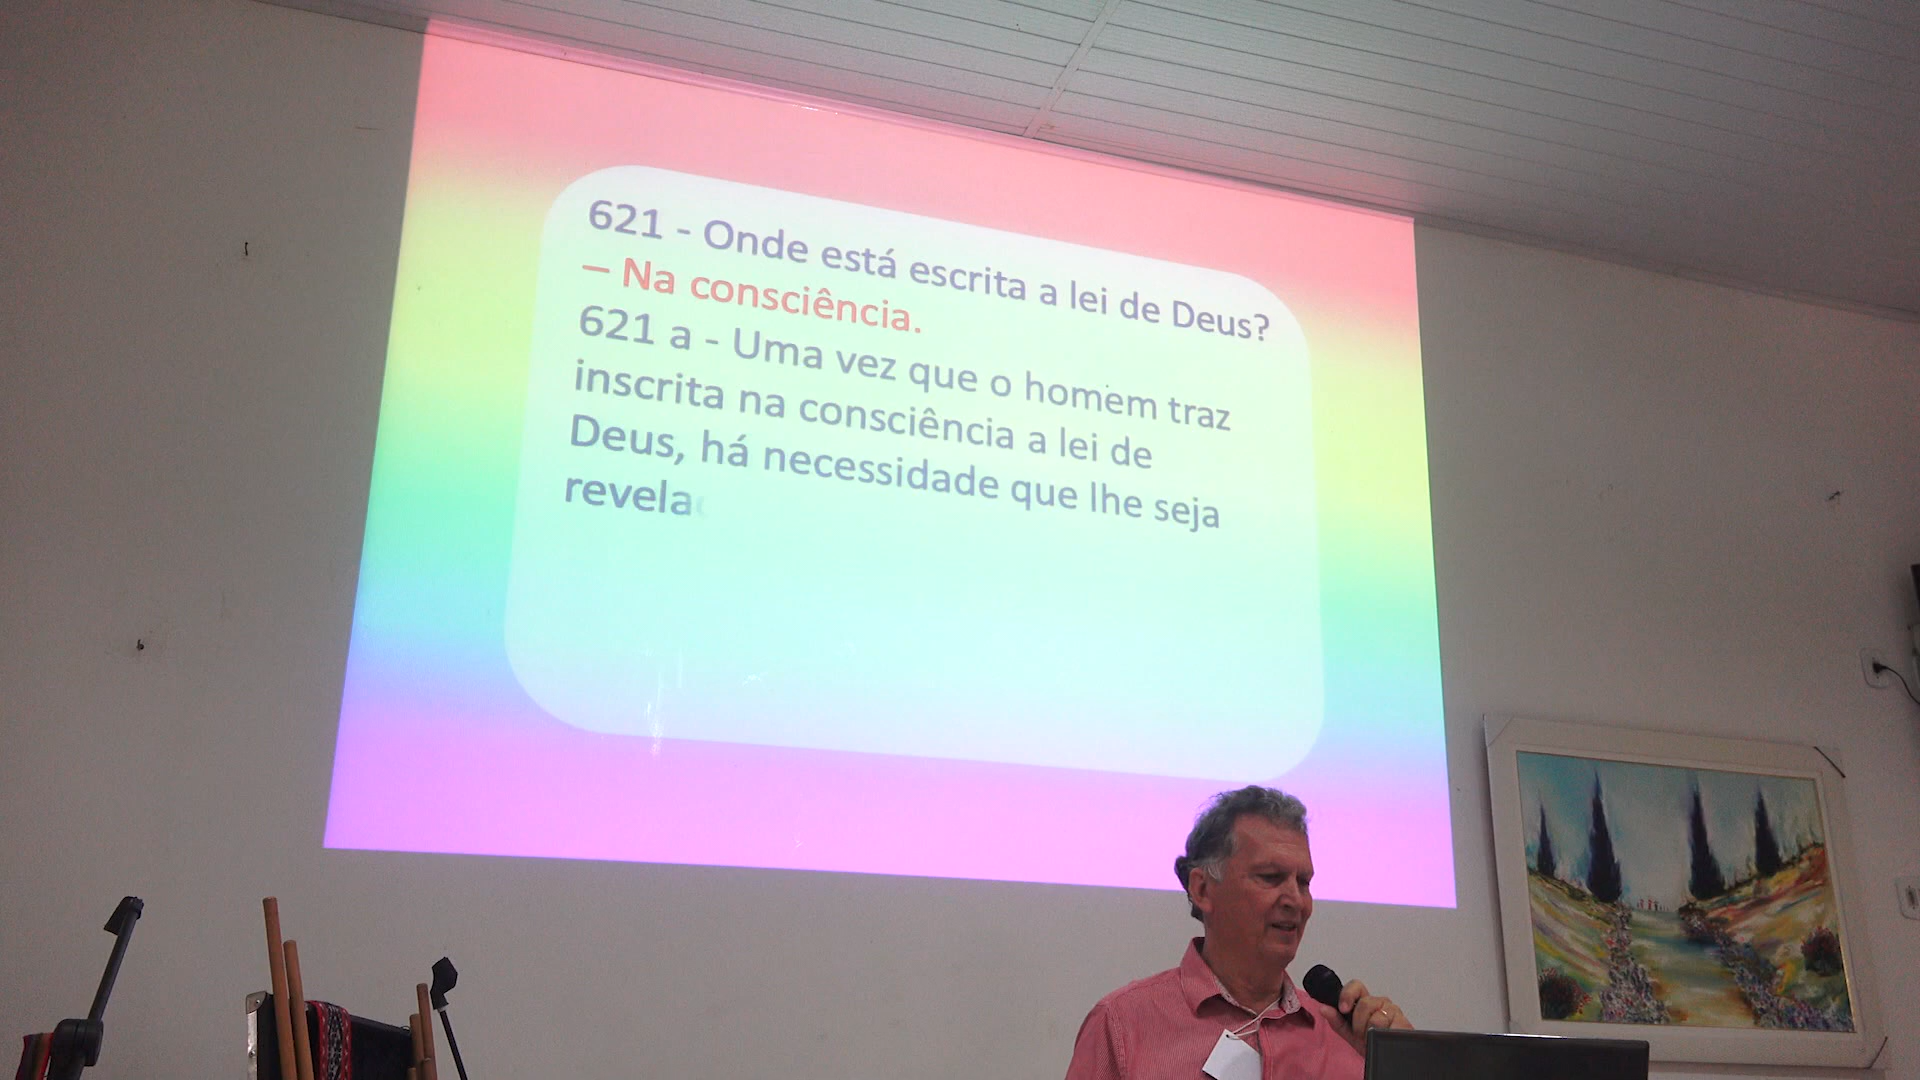 621 - Onde está escrita a lei de Deus?
– Na consciência.
621 a - Uma vez que o homem traz
inscrita na consciência a lei de
Deus, há necessidade que lhe seja
revela